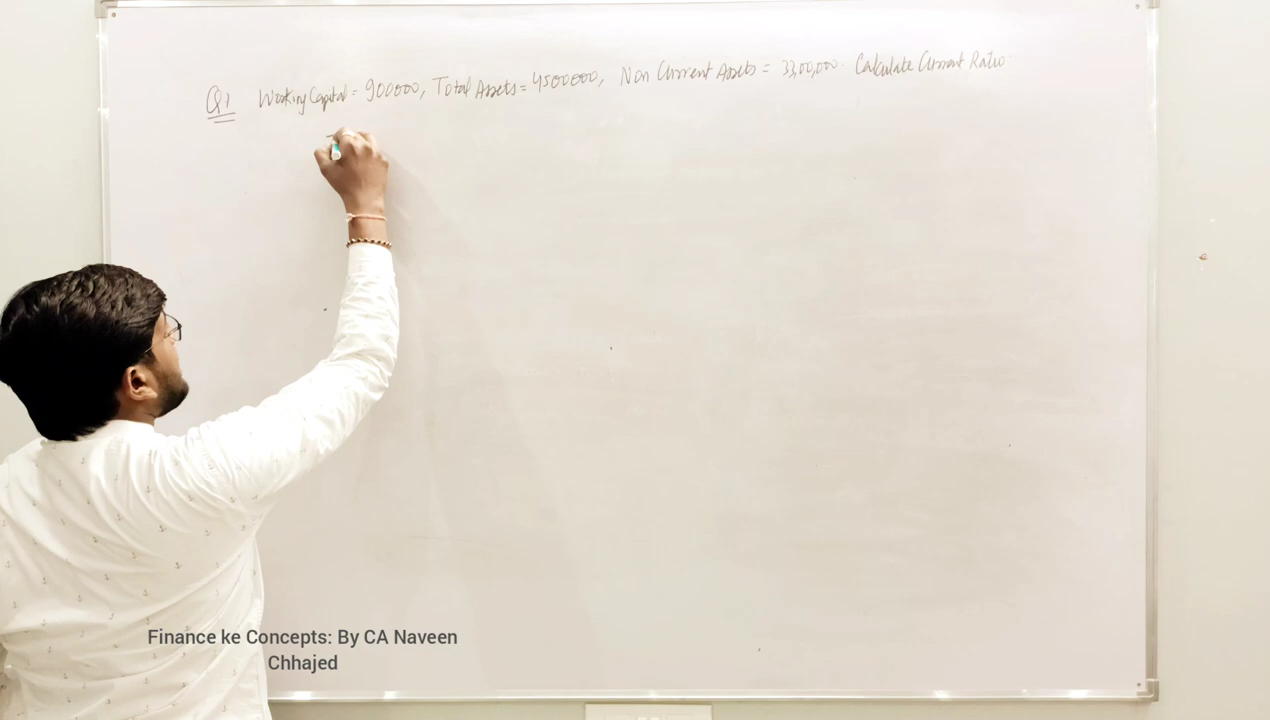 Q1 Working Capital = 900000, Total Assets = 4500000, Non Current Assets = 33,00,000. Calculate Current Ratio.
Finance ke Concepts: By CA Naveen
Chhajed